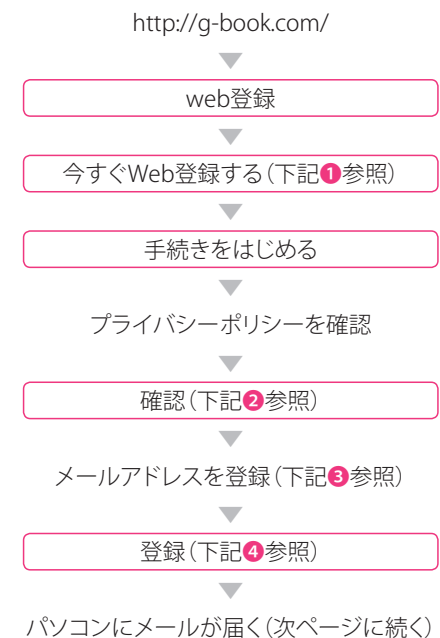 http://g-book.com/
web登録
今すぐWeb登録する（下記❶参照）
手続きをはじめる
プライバシーポリシーを確認
確認（下記❷参照）
メールアドレスを登録（下記❸参照）
登録（下記❹参照）
パソコンにメールが届く（次ページに続く）